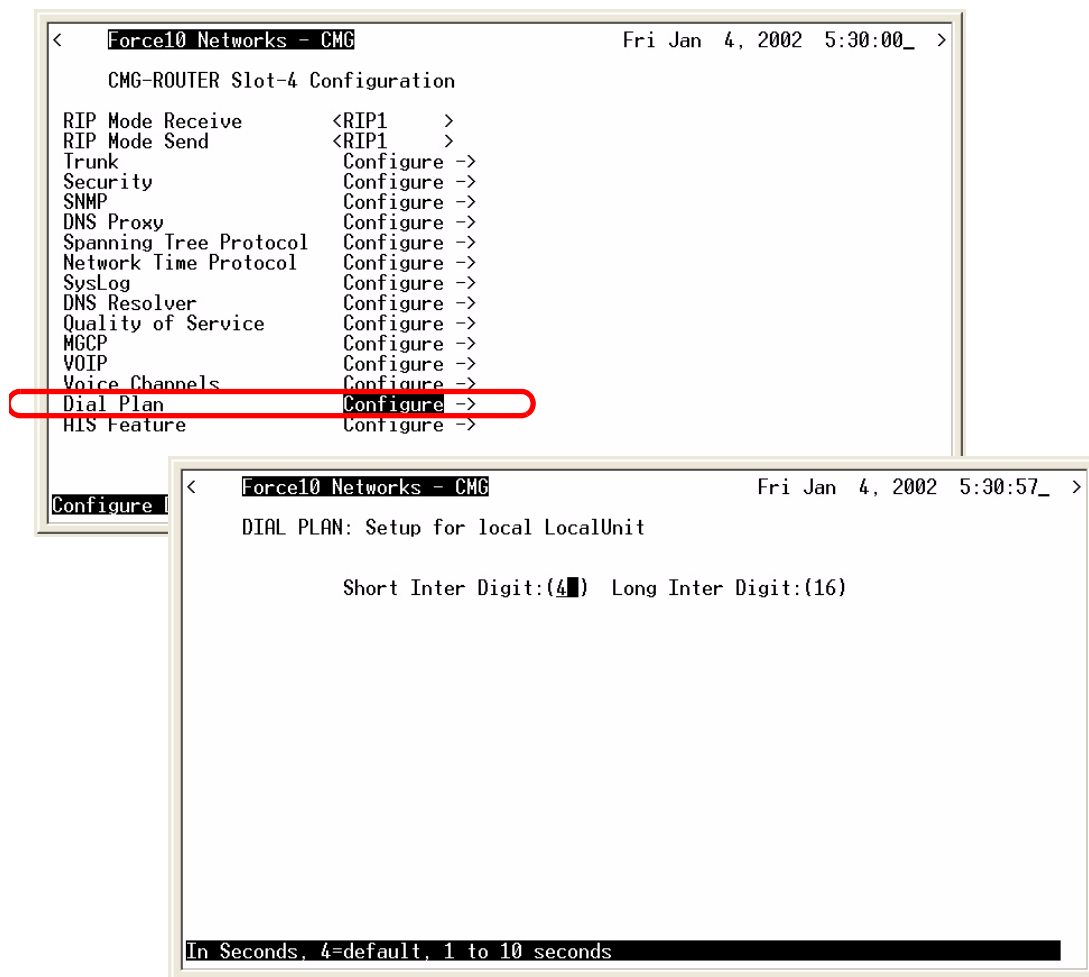 < Force10 Networks - CMG Fri Jan 4, 2002 5:30:00_ >
CMG-ROUTER Slot-4 Configuration
RIP Mode Receive <RIP1 >
RIP Mode Send <RIP1 >
Trunk Configure ->
Security Configure ->
SNMP Configure ->
DNS Proxy Configure ->
Spanning Tree Protocol Configure ->
Network Time Protocol Configure ->
SysLog Configure ->
DNS Resolver Configure ->
Quality of Service Configure ->
MGCP Configure ->
VOIP Configure ->
Voice Channels Configure ->
Dial Plan Configure ->
AIS Feature Configure ->
Configure
< Force10 Networks - CMG Fri Jan 4, 2002 5:30:57_ >
DIAL PLAN: Setup for local LocalUnit
Short Inter Digit:(4 ) Long Inter Digit:(16)
In Seconds, 4=default, 1 to 10 seconds